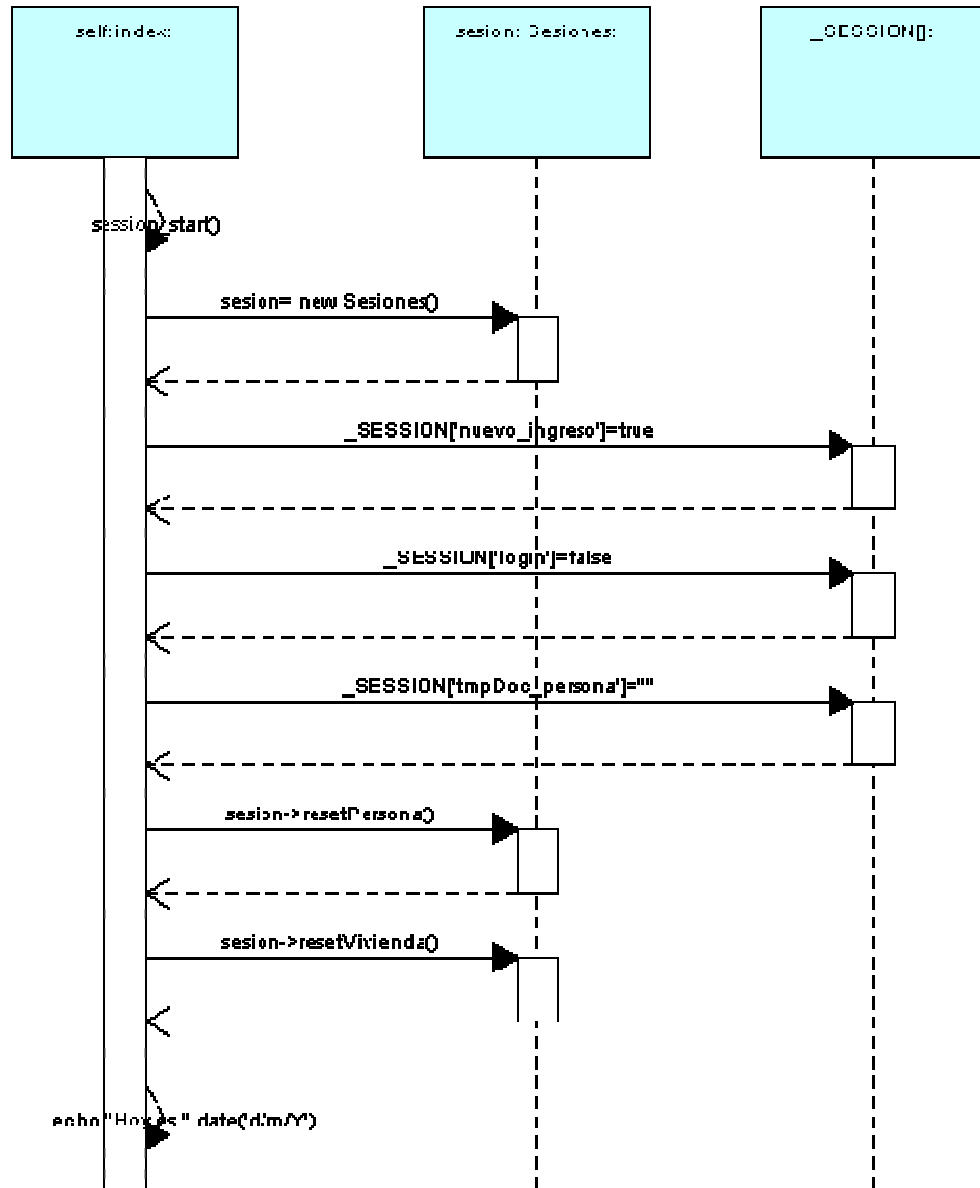 self:index:
sesion: Sesiones:
_SESSION[]:
session_start()
sesion= new Sesiones()
_SESSION['nuevo_ingreso']=true
_SESSION['login']=false
_SESSION['tmpDoc_persona']=""
sesion->resetPersona()
sesion->resetVivienda()
echo "Hoy es " date('d/m/Y')